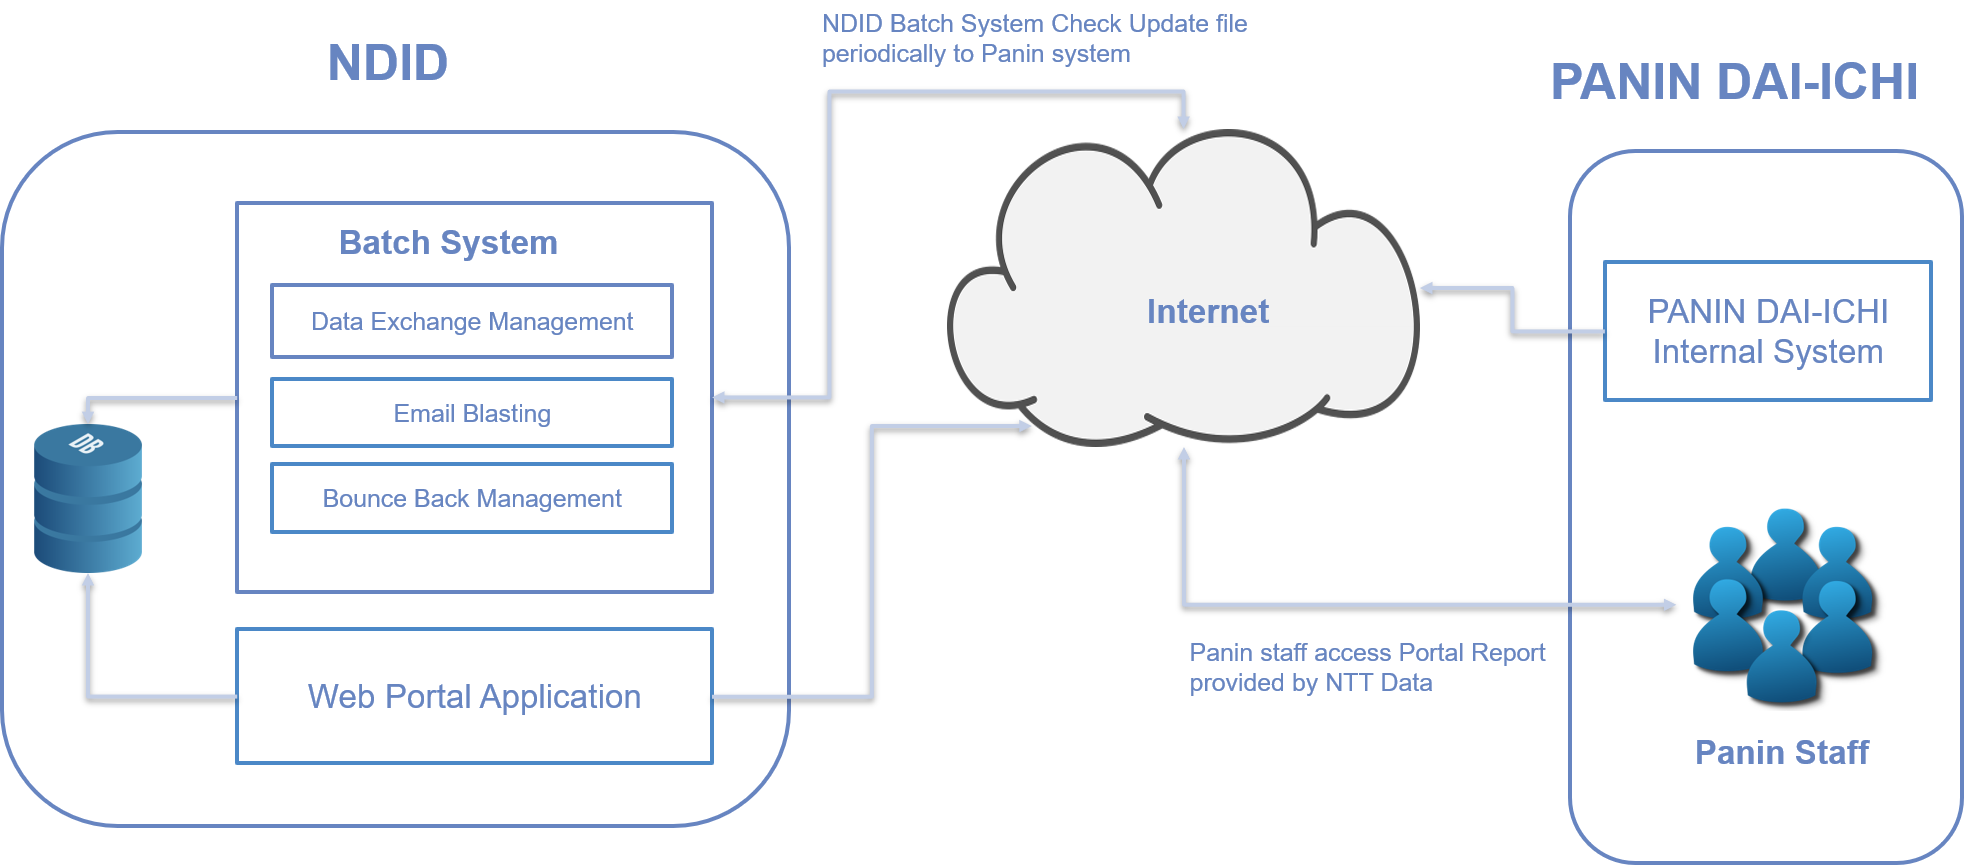 NDID
NDID Batch System Check Update file
periodically to Panin system
PANIN DAI-ICHI
Batch System
Data Exchange Management
Email Blasting
Bounce Back Management
DB
Web Portal Application
Internet
PANIN DAI-ICHI
Internal System
Panin staff access Portal Report
provided by NTT Data
Panin Staff